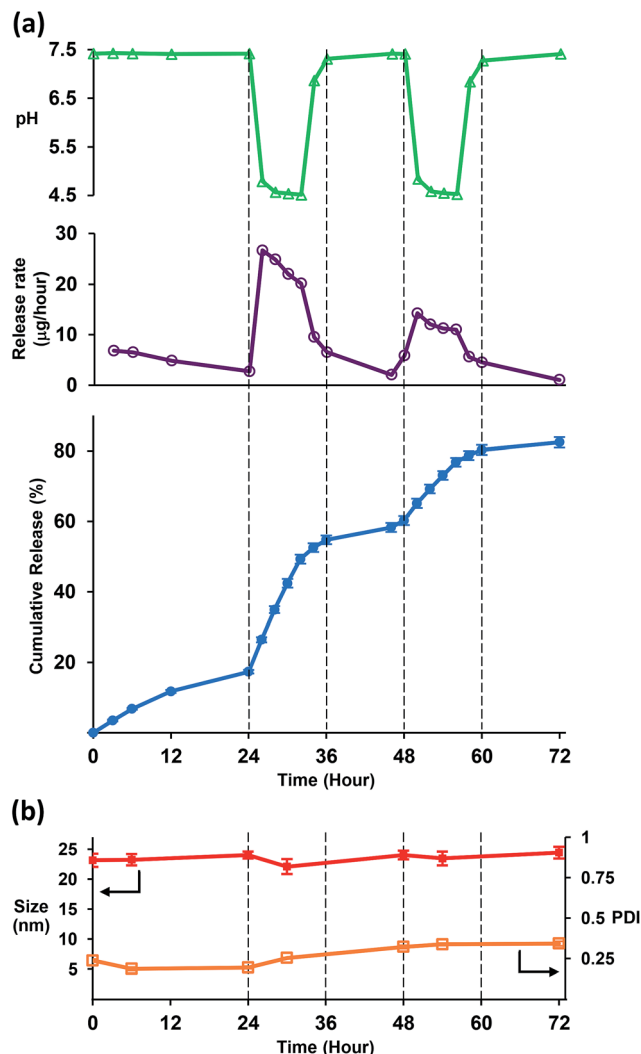 (a)
7.5
6.5
pH
5.5
4.5
30
20
10
0
Release rate
(µg/hour)
80
60
40
20
Cumulative Release (%)
0 12 24 36 48 60 72
Time (Hour)
(b)
25 1
20 0.75
Size
(nm)
15 0.5 PDI
10
5 0.25
0 12 24 36 48 60 72
Time (Hour)